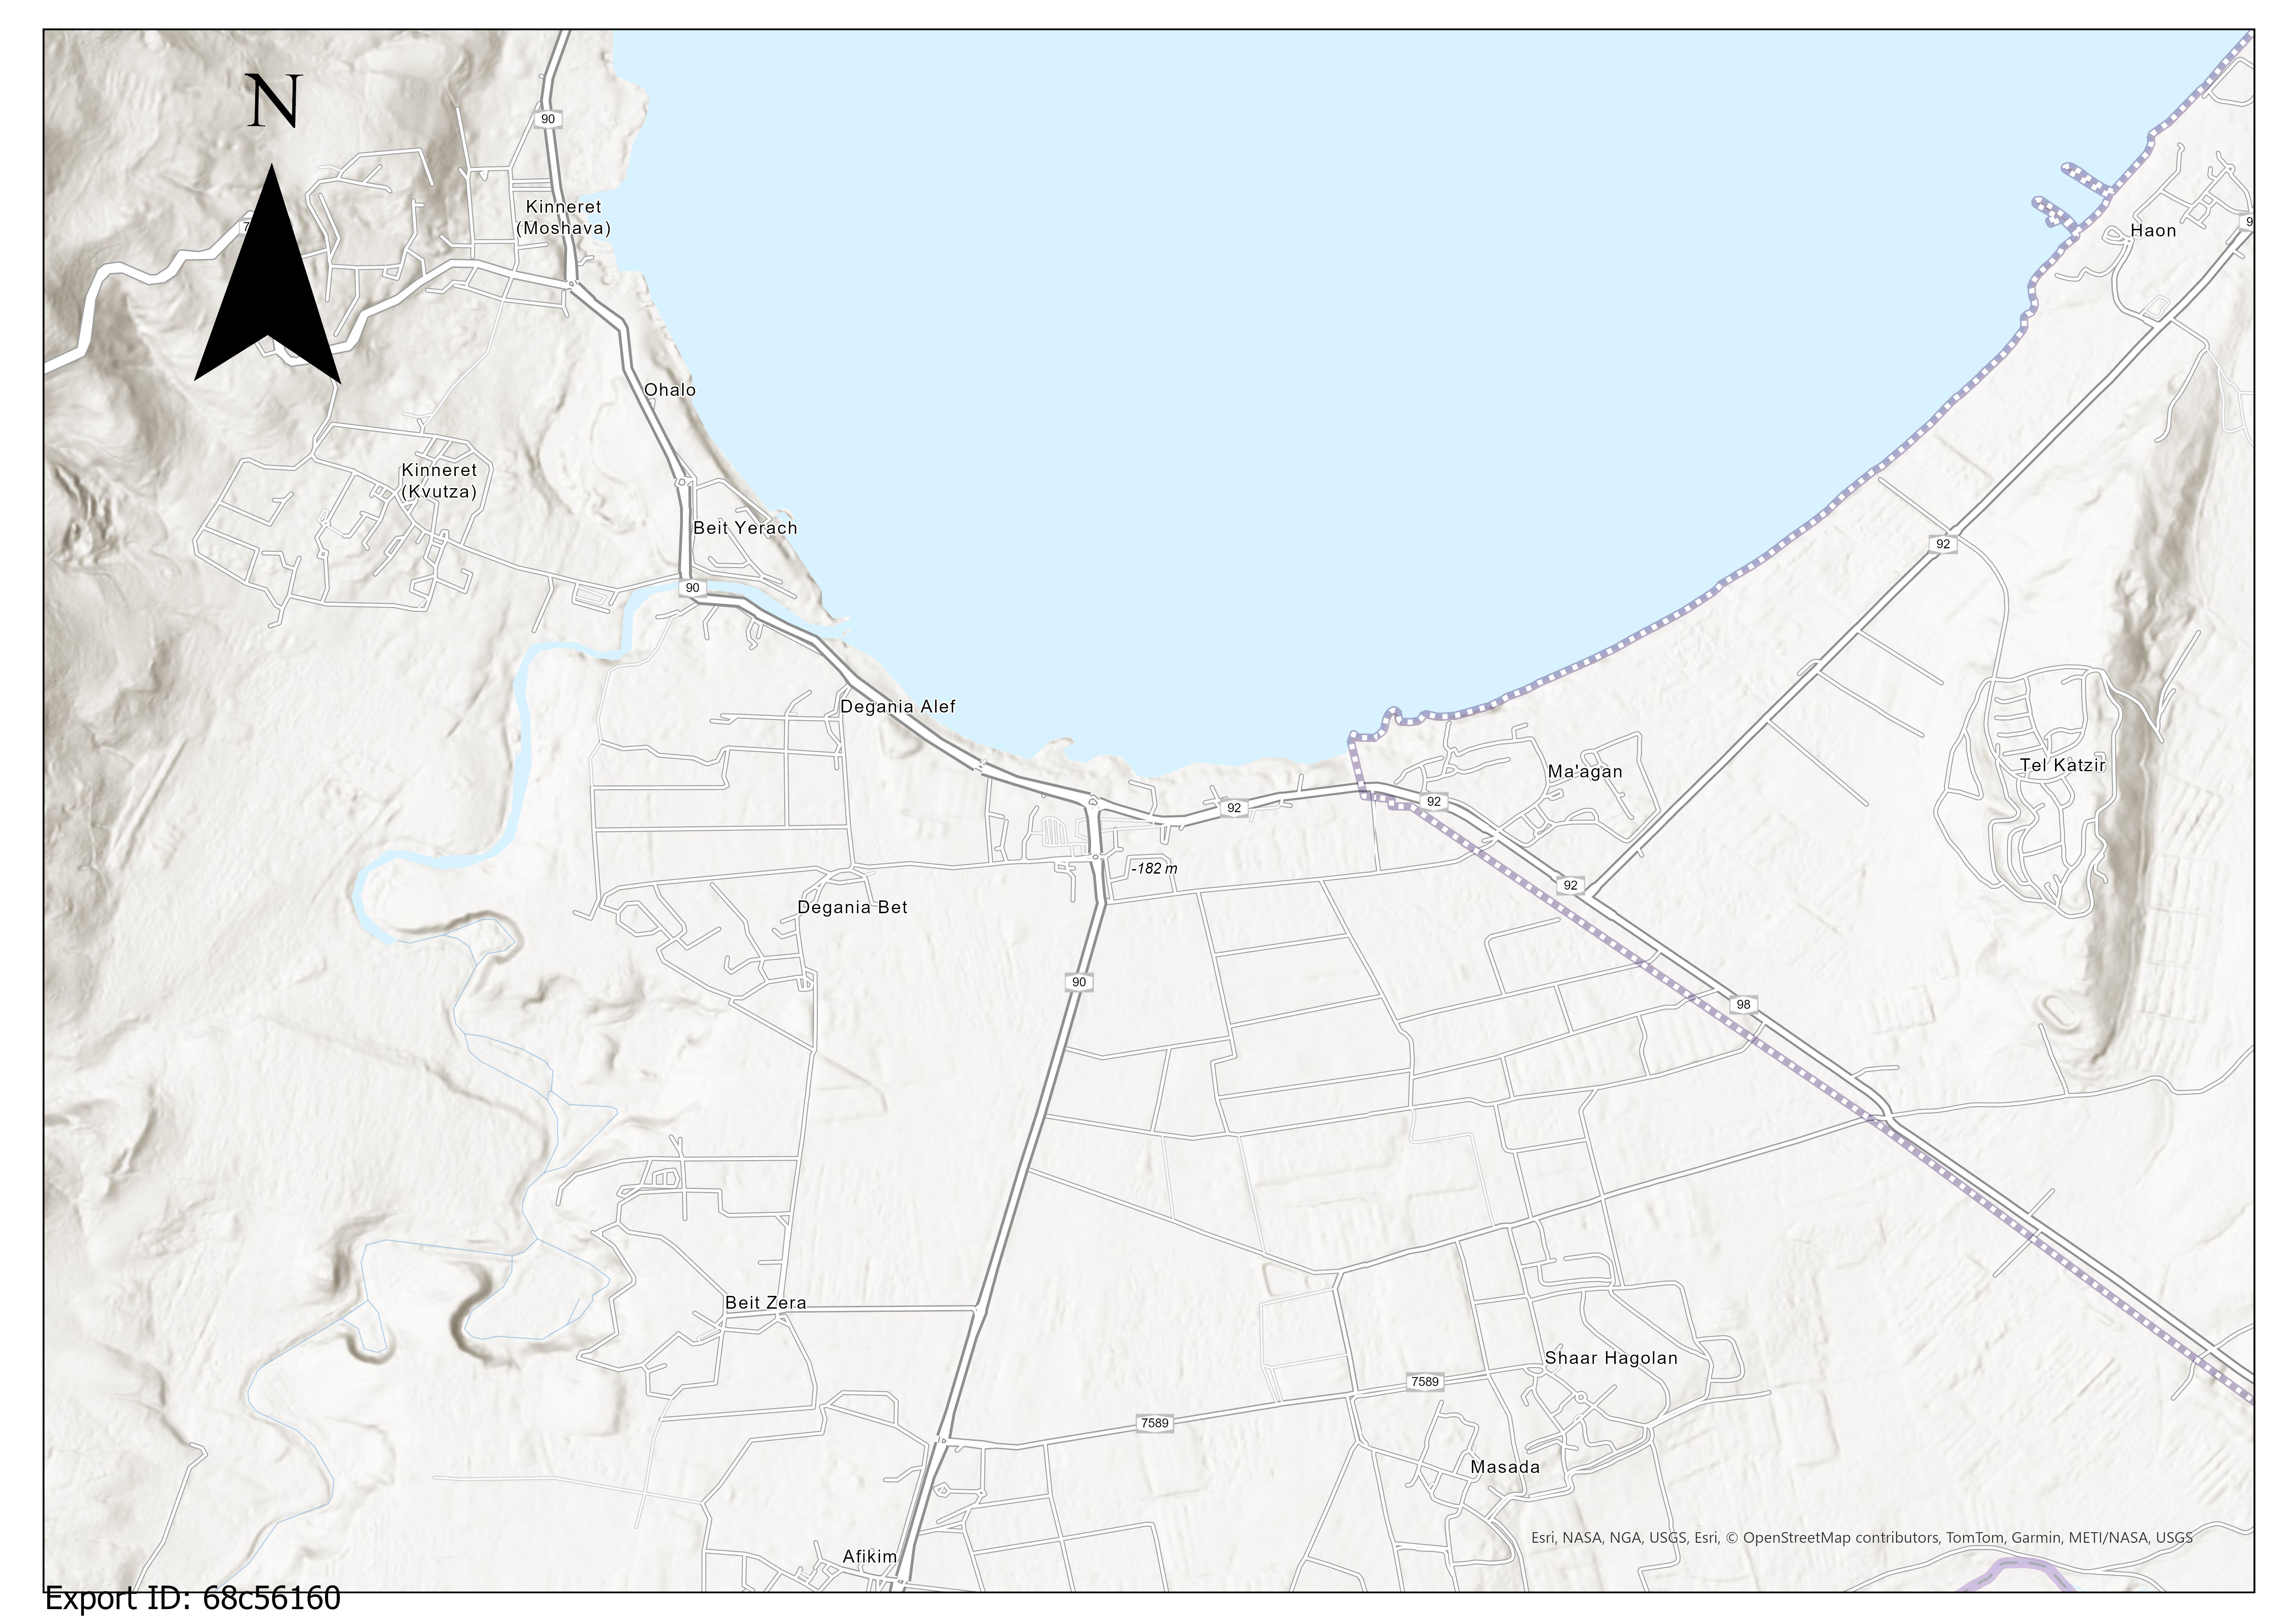 N
90
Kinneret
(Moshava)
7
Haon
9
Ohalo
Kinneret
(Kvutza)
Beit Yerach
92
90
Degania Alef
Ma'agan
Tel Katzir
92
92
-182 m
92
Degania Bet
90
98
Beit Zera
Shaar Hagolan
7589
7589
Masada
Esri, NASA, NGA, USGS, Esri, © OpenStreetMap contributors, TomTom, Garmin, METI/NASA, USGS
Afikim
Export ID: 68c56160